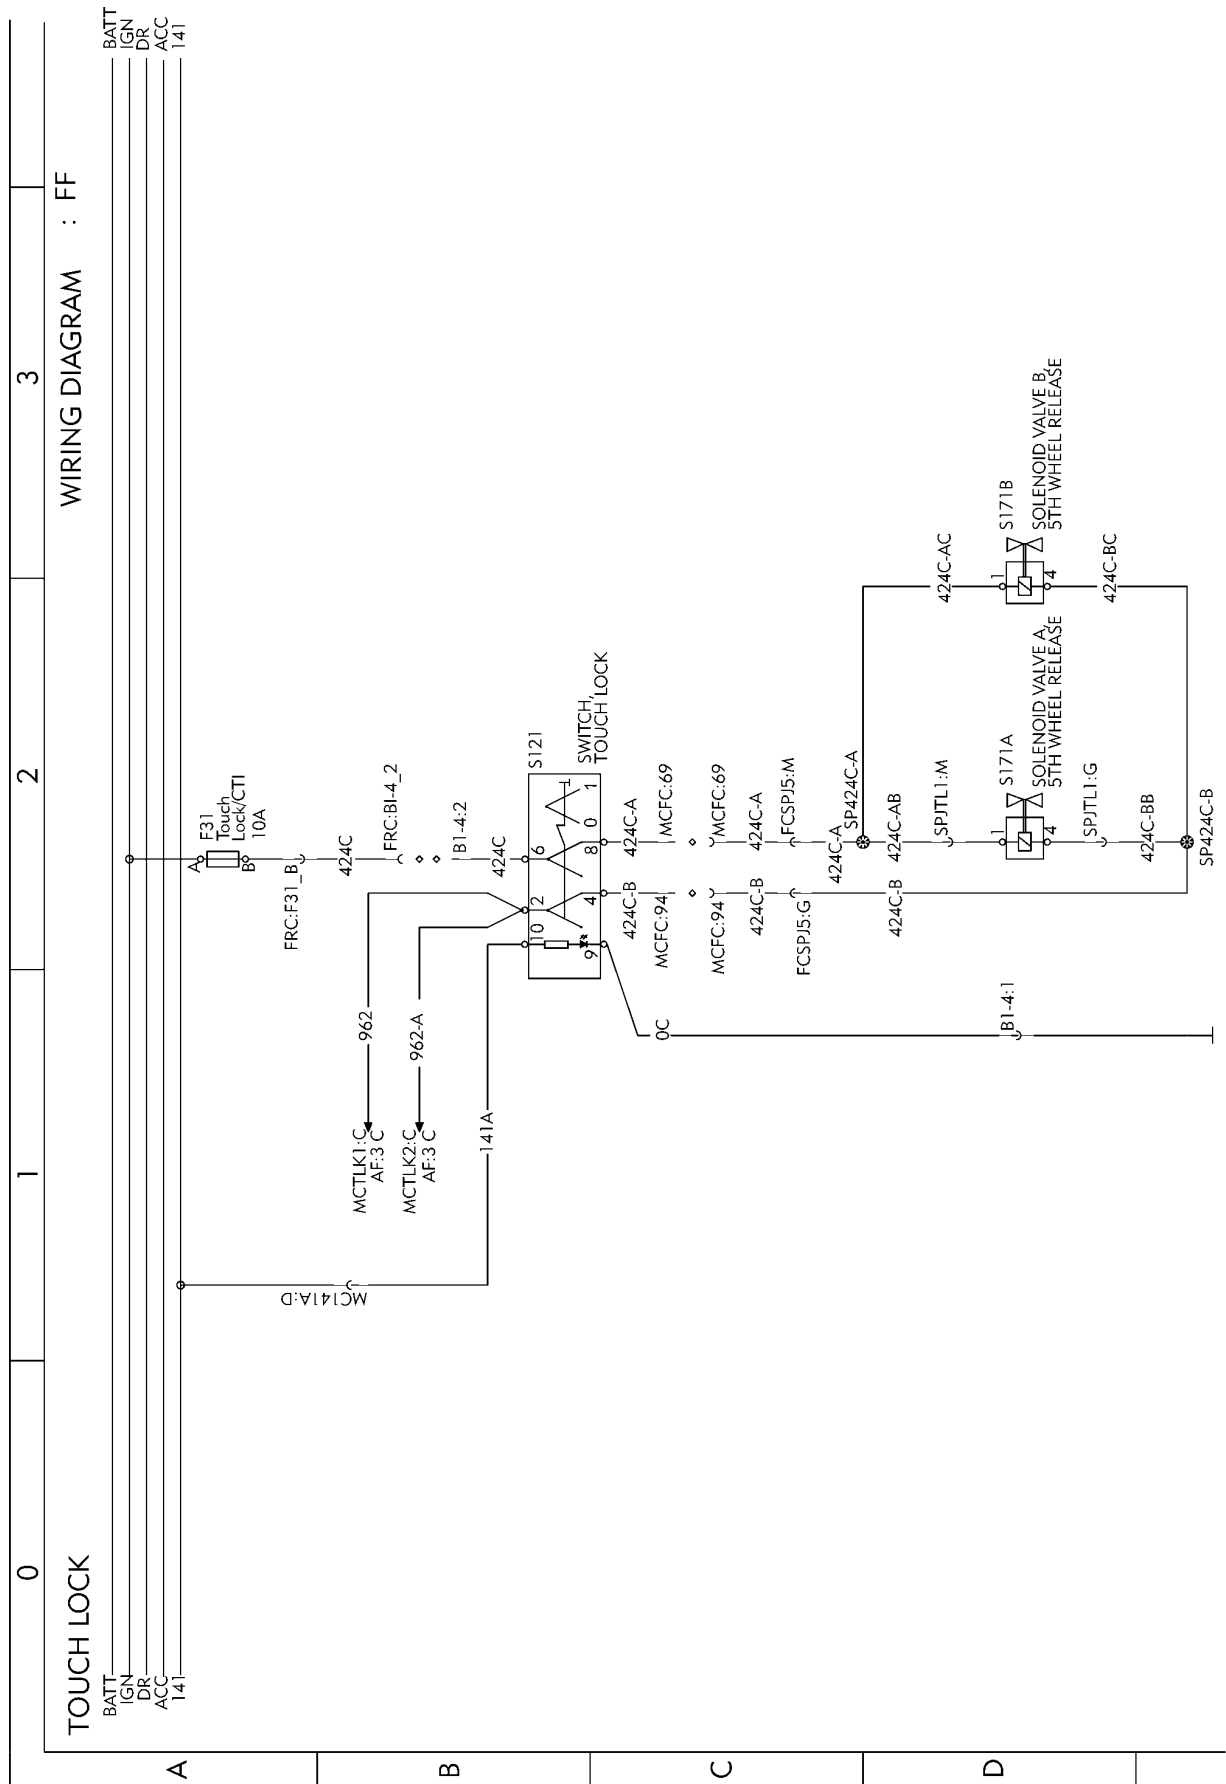 0
1
2
3
TOUCH LOCK
WIRING DIAGRAM : FF
BATT
IGN
DR
ACC
141
BATT
IGN
DR
ACC
141
A
B
C
D
A
F31
Touch
Lock/CTI
10A
B
FRC:F31_B
MC141A:D
424C
962
MCTLK1:C
AF:3 C
FRC:BI-4_2
962-A
MCTLK2:C
AF:3 C
B1-4:2
141A
424C
S121
10
2
6
9
4
8
0
1
SWITCH,
TOUCH LOCK
0C
424C-B
424C-A
MCFC:94
MCFC:69
MCFC:94
MCFC:69
424C-B
424C-A
FCSPJ5:G
FCSPJ5:M
424C-A
SP424C-A
424C-B
424C-AB
SPJTL1:M
424C-AC
B1-4:1
1
S171A
4
SOLENOID VALVE A,
5TH WHEEL RELEASE
1
S171B
4
SOLENOID VALVE B,
5TH WHEEL RELEASE
SPJTL1:G
424C-BC
424C-BB
SP424C-B